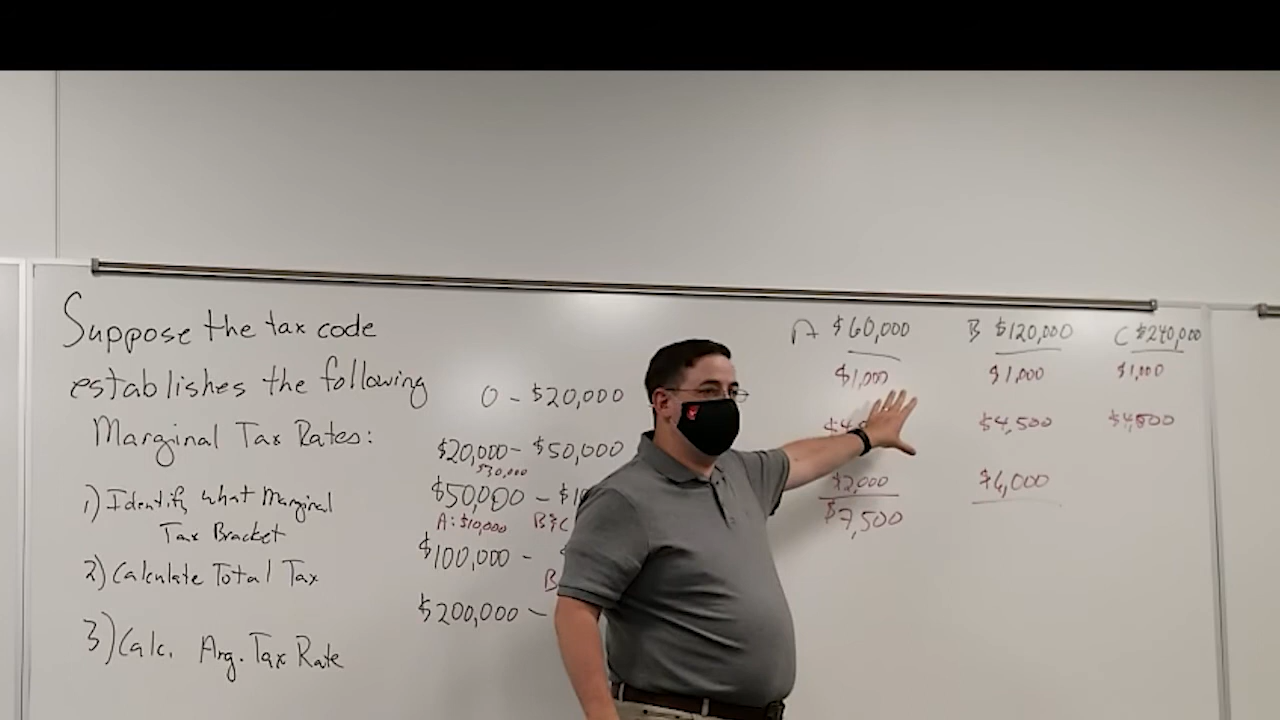 Suppose the tax code
establishes the following
Marginal Tax Rates:
1) Identify what Marginal
Tax Bracket
2) Calculate Total Tax
3) Calc. Avg. Tax Rate
0 - $20,000
$20,000 - $50,000
$30,000
$50,000 - $1
A: $10,000 B&C
$100,000 -
B
$200,000 -
A $60,000
$1,000
$2,000
$7,500
B $120,000
$1,000
$4,500
C $240,000
$1,000
$4,500